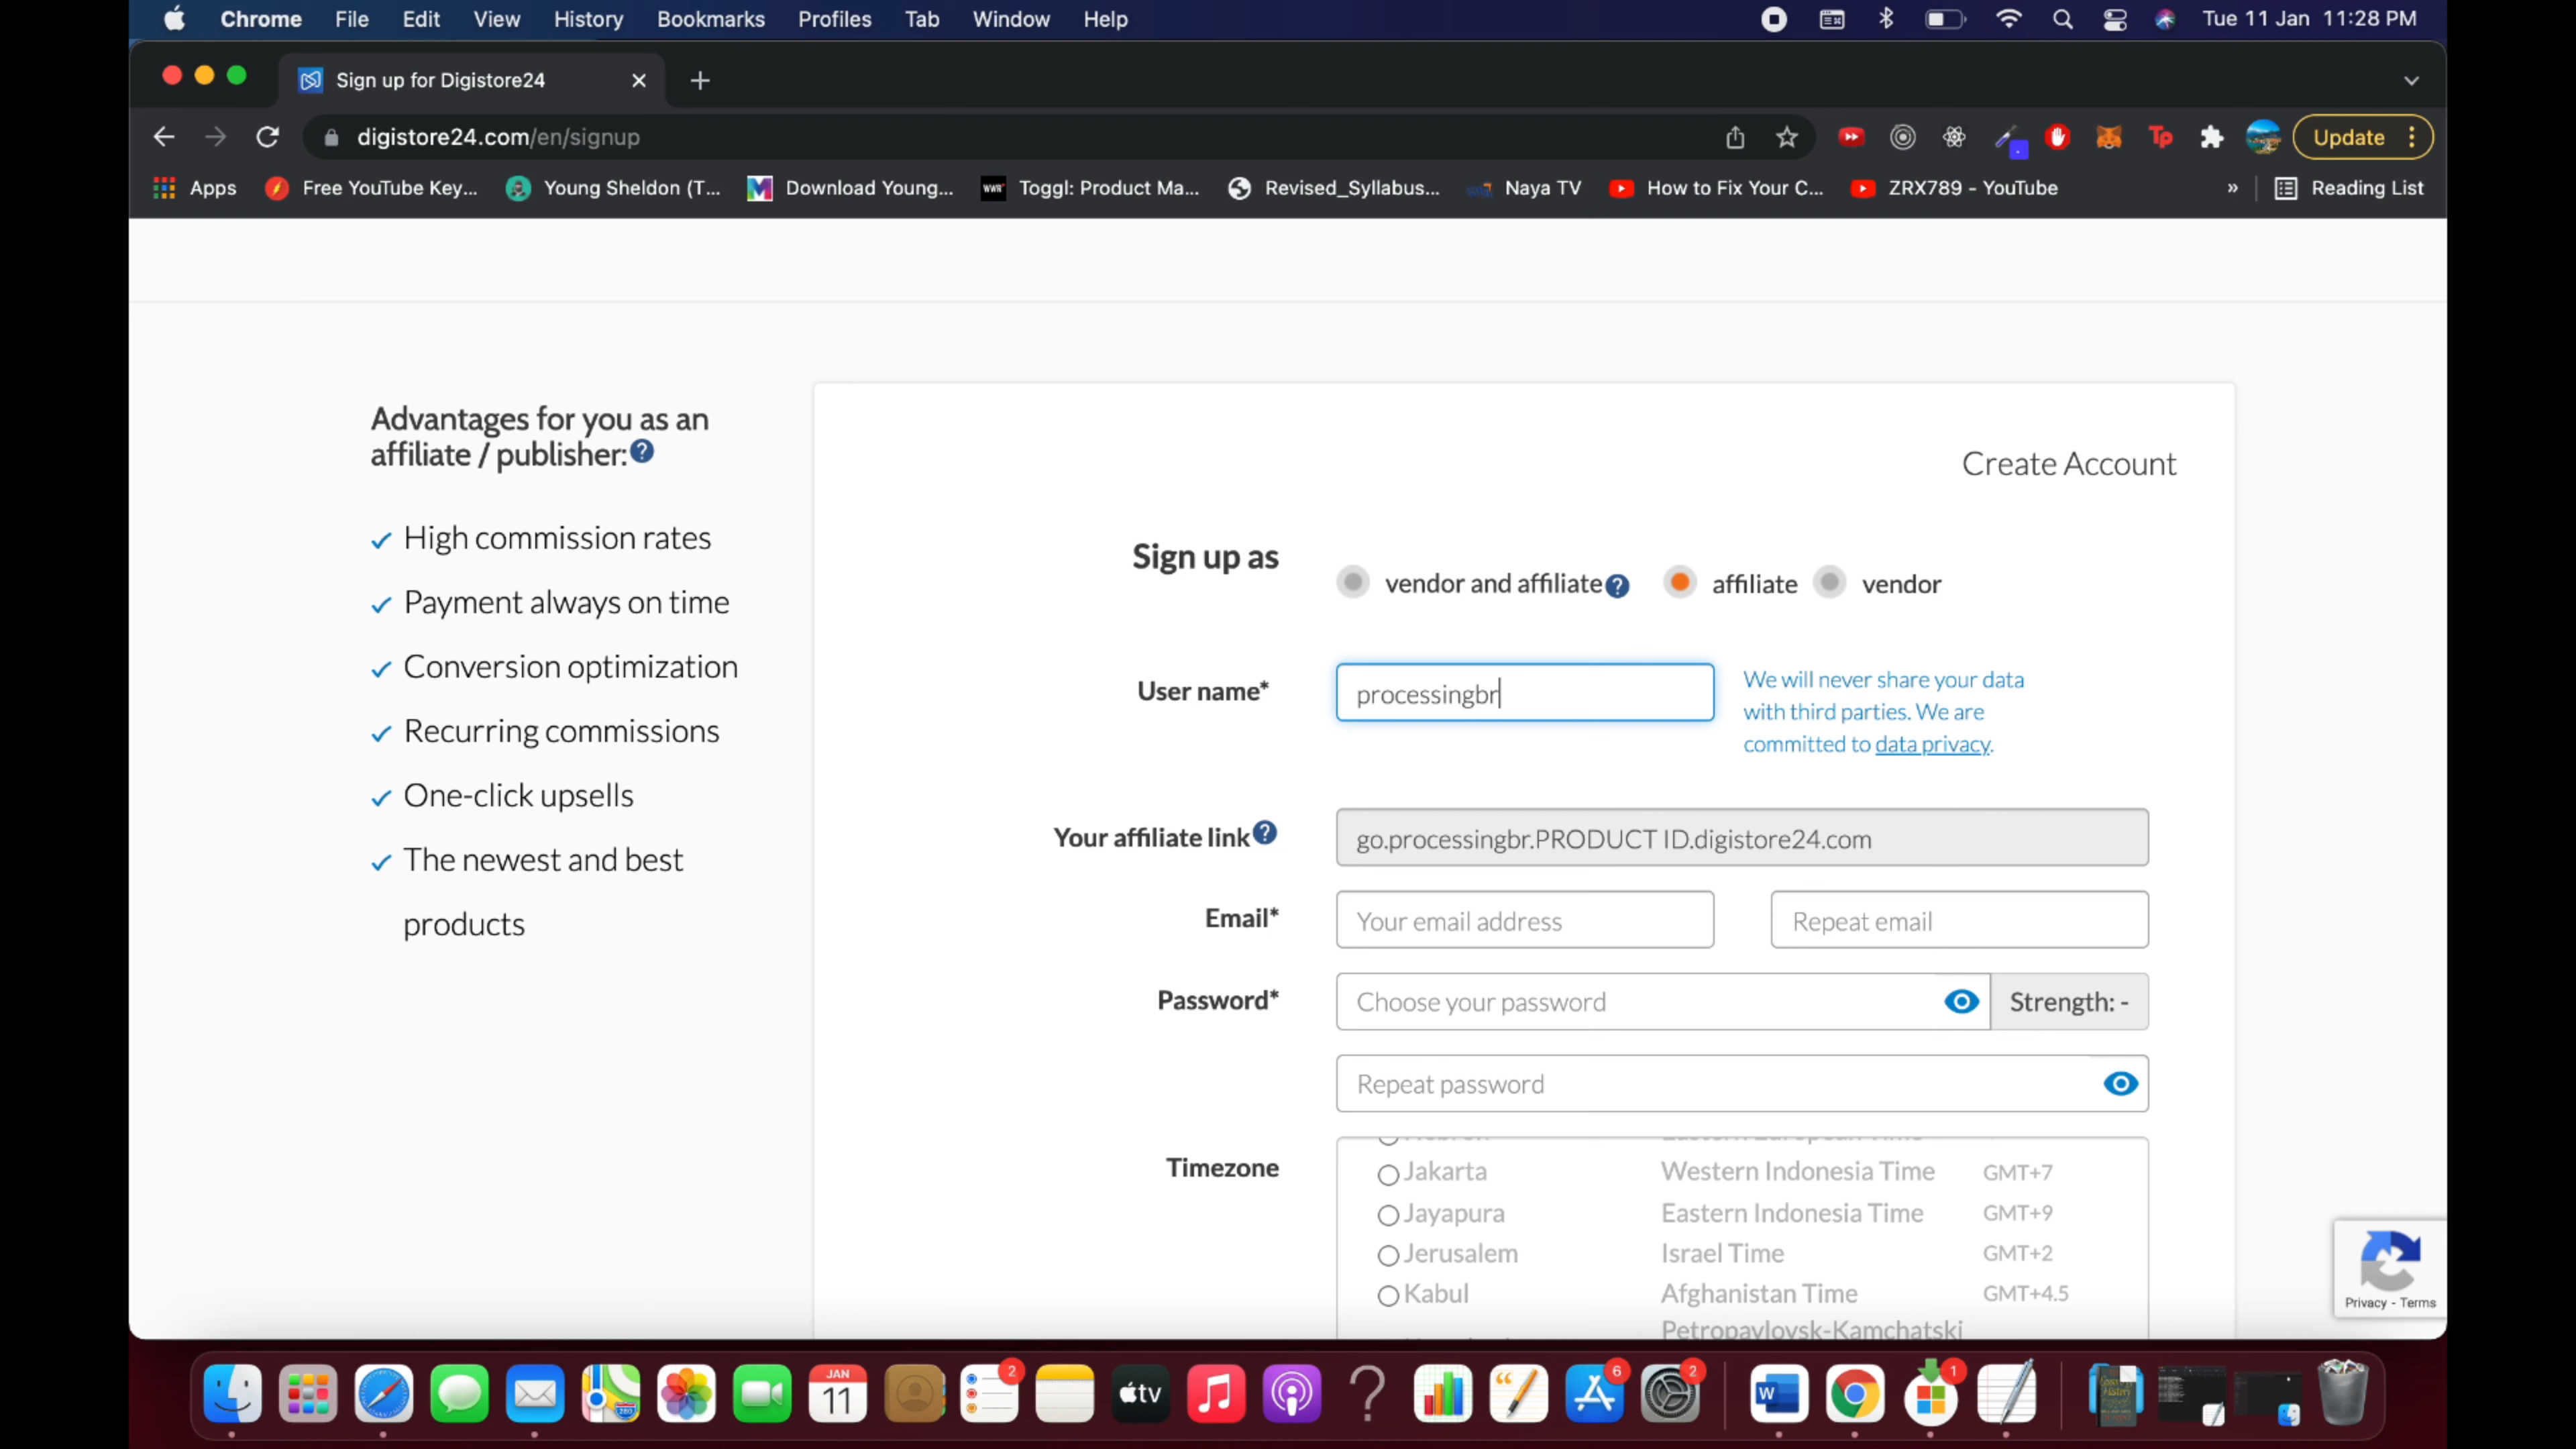 Chrome File Edit View History Bookmarks Profiles Tab Window Help Tue 11 Jan 11:28 PM
Sign up for Digistore24
digistore24.com/en/signup Update
Apps Free YouTube Key... Young Sheldon (T... Download Young... Toggl: Product Ma... Revised_Syllabus... Naya TV How to Fix Your C... ZRX789 - YouTube » Reading List
Advantages for you as an
affiliate / publisher:
High commission rates
Payment always on time
Conversion optimization
Recurring commissions
One-click upsells
The newest and best
products
Create Account
Sign up as vendor and affiliate affiliate vendor
User name* processingbr
We will never share your data
with third parties. We are
committed to data privacy.
Your affiliate link go.processingbr.PRODUCT ID.digistore24.com
Email* Your email address Repeat email
Password* Choose your password Strength: -
Repeat password
Timezone
Jakarta Western Indonesia Time GMT+7
Jayapura Eastern Indonesia Time GMT+9
Jerusalem Israel Time GMT+2
Kabul Afghanistan Time GMT+4.5
Petropavlovsk-Kamchatski
Privacy - Terms
JAN
11
2
tv
6
2
W
1